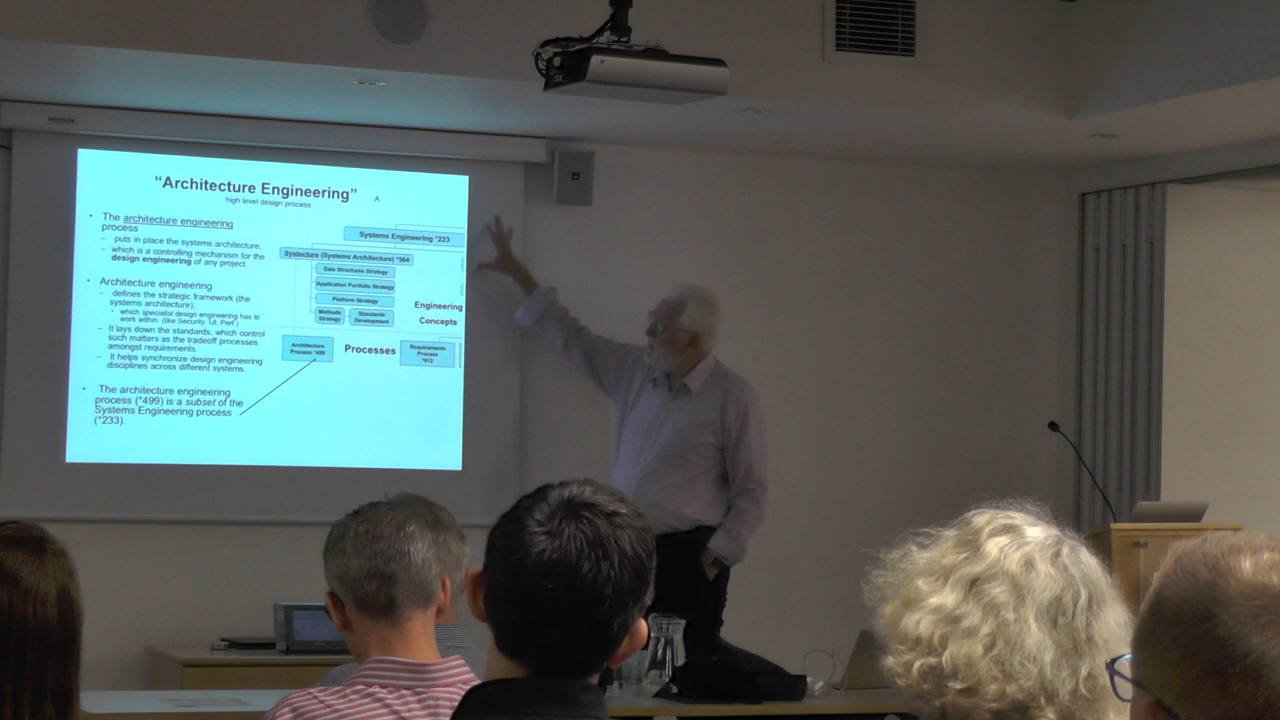 "Architecture Engineering"
A
high level design process
• The architecture engineering
process
– puts in place the systems architecture,
– which is a controlling mechanism for the
design engineering of any project.
• Architecture engineering
– defines the strategic framework (the
systems architecture),
• which specialist design engineering has to
work within. (like Security, UI, Perf.)
– It lays down the standards, which control
such matters as the tradeoff processes
amongst requirements.
– It helps synchronize design engineering
disciplines across different systems.
• The architecture engineering
process (*499) is a subset of the
Systems Engineering process
(*233).
Systems Engineering *223
Systecture (Systems Architecture) *564
Data Structures Strategy
Application Portfolio Strategy
Platform Strategy
Methods
Strategy
Standards
Development
Engineering
Concepts
Architecture
Process *499
Processes
Requirements
Process
*612